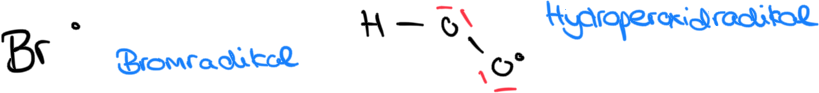 Br• Bromradikal
H – O – O• Hydroperoxidradikal